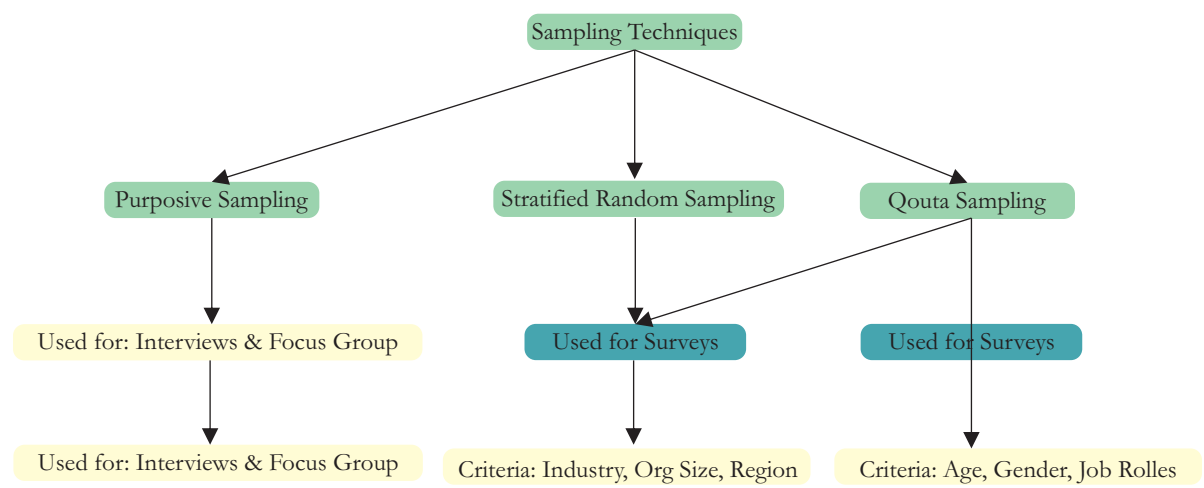 Sampling Techniques
Purposive Sampling
Stratified Random Sampling
Qouta Sampling
Used for: Interviews & Focus Group
Used for Surveys
Used for Surveys
Used for: Interviews & Focus Group
Criteria: Industry, Org Size, Region
Criteria: Age, Gender, Job Rolles